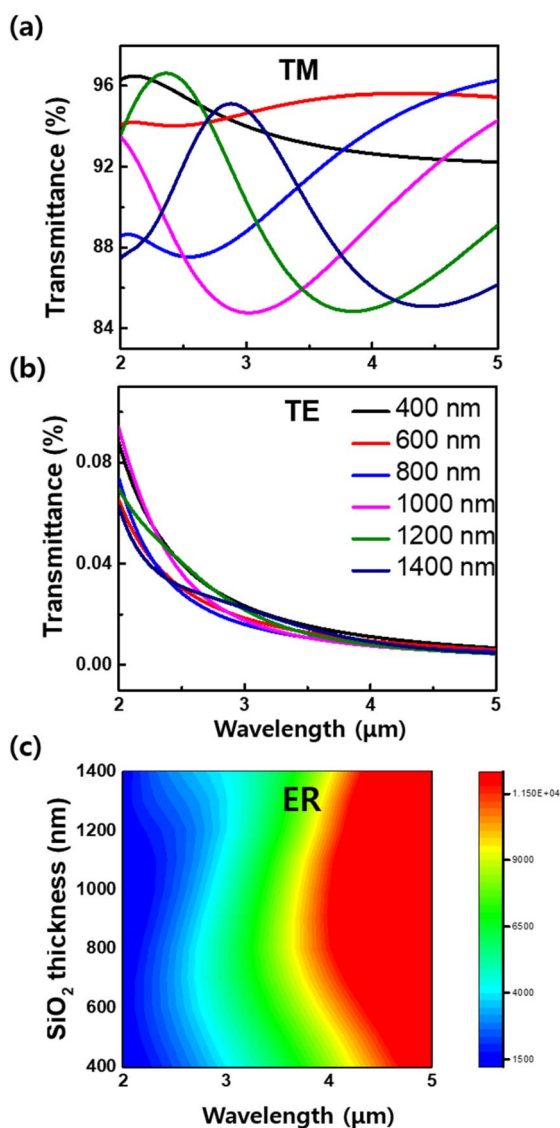 (a)
TM
Transmittance (%)
96
92
88
84
2
3
4
5
(b)
TE
400 nm
600 nm
800 nm
1000 nm
1200 nm
1400 nm
Transmittance (%)
0.08
0.04
0.00
2
3
4
5
Wavelength (μm)
(c)
ER
SiO2 thickness (nm)
1400
1200
1000
800
600
400
2
3
4
5
Wavelength (μm)
1.150E+04
9000
6500
4000
1500